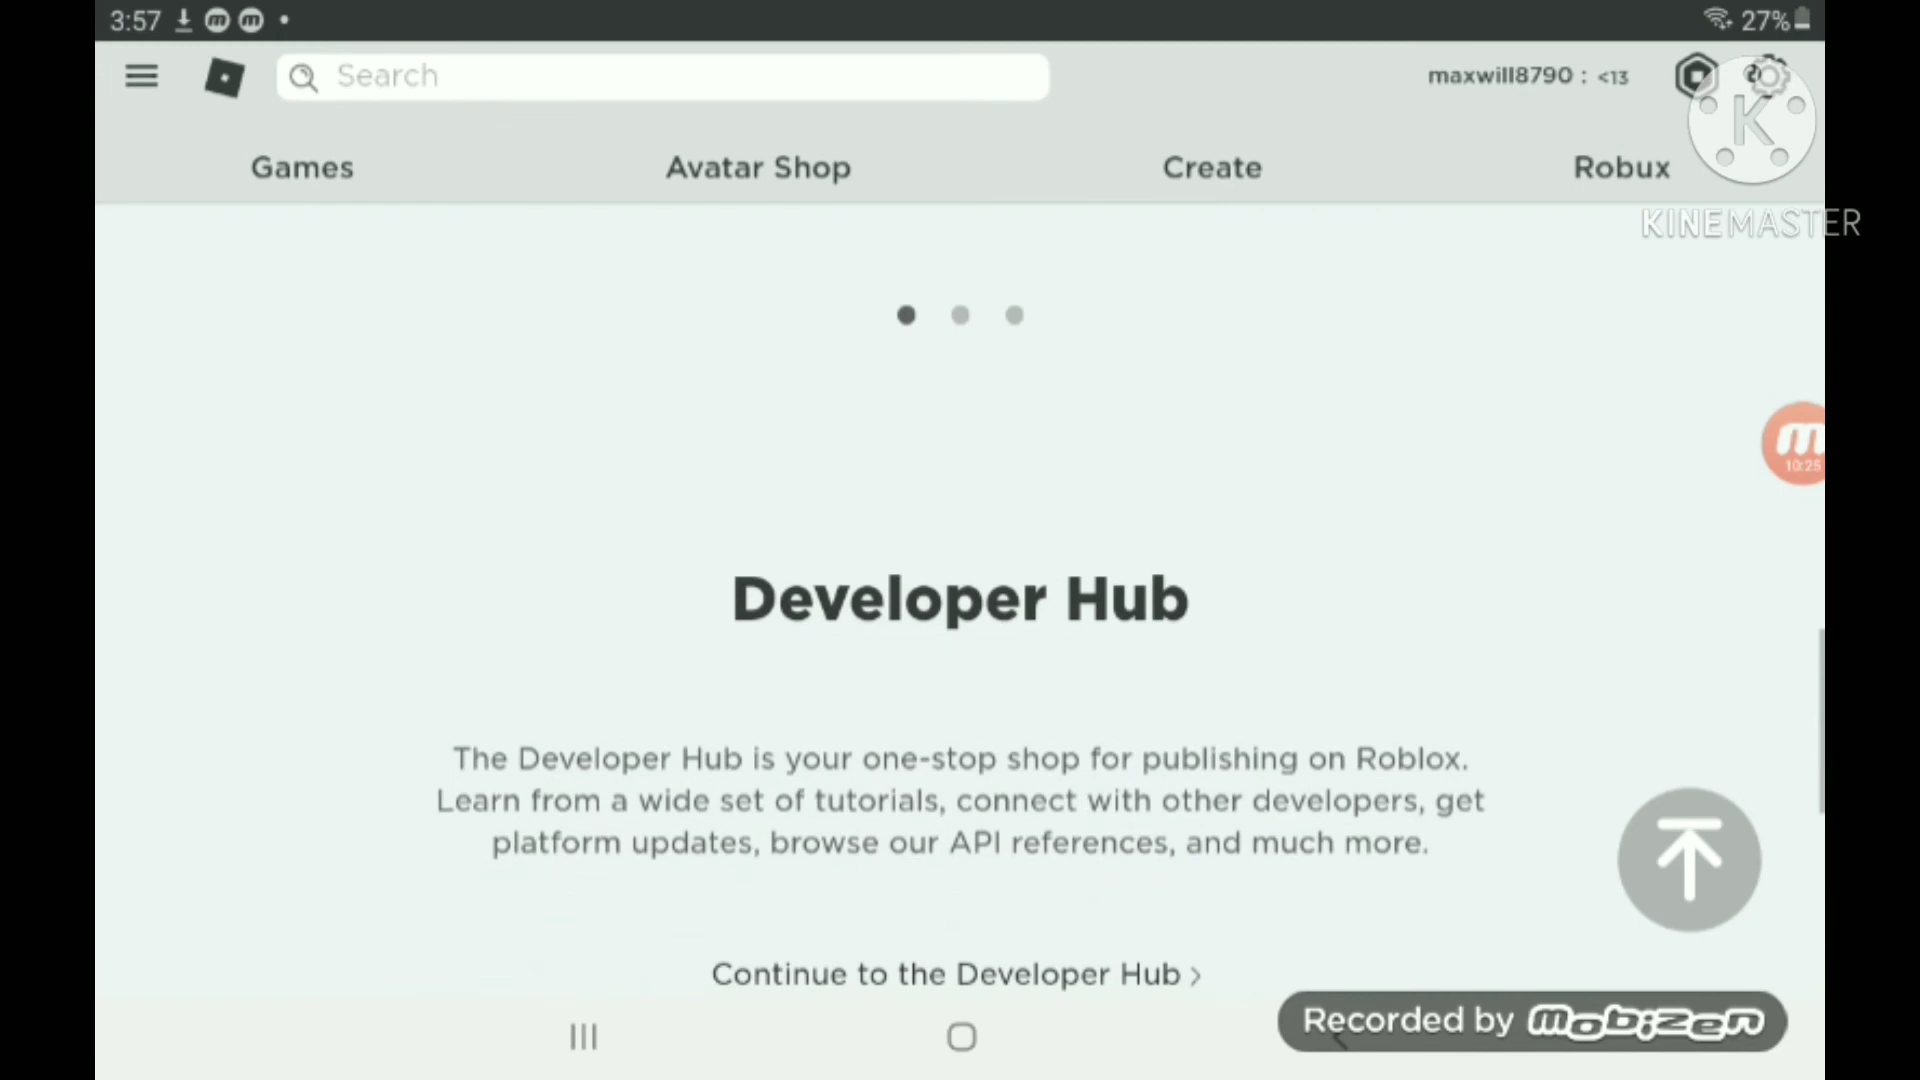 3:57
27%
Search
maxwill8790 : <13
Games
Avatar Shop
Create
Robux
K
KINEMASTER
m
10:25
Developer Hub
The Developer Hub is your one-stop shop for publishing on Roblox.
Learn from a wide set of tutorials, connect with other developers, get
platform updates, browse our API references, and much more.
Continue to the Developer Hub >
Recorded by mobizen